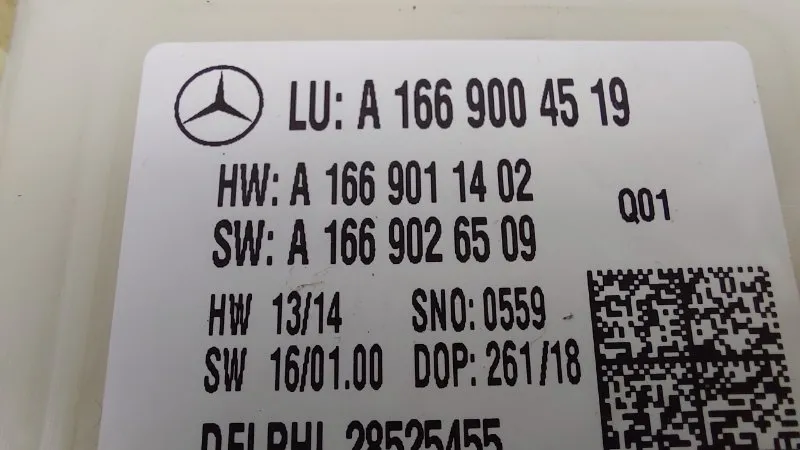 LU: A 166 900 45 19
HW: A 166 901 14 02
SW: A 166 902 65 09
Q01
HW 13/14 SNO: 0559
SW 16/01.00 DOP: 261/18
DELPHI 28525455